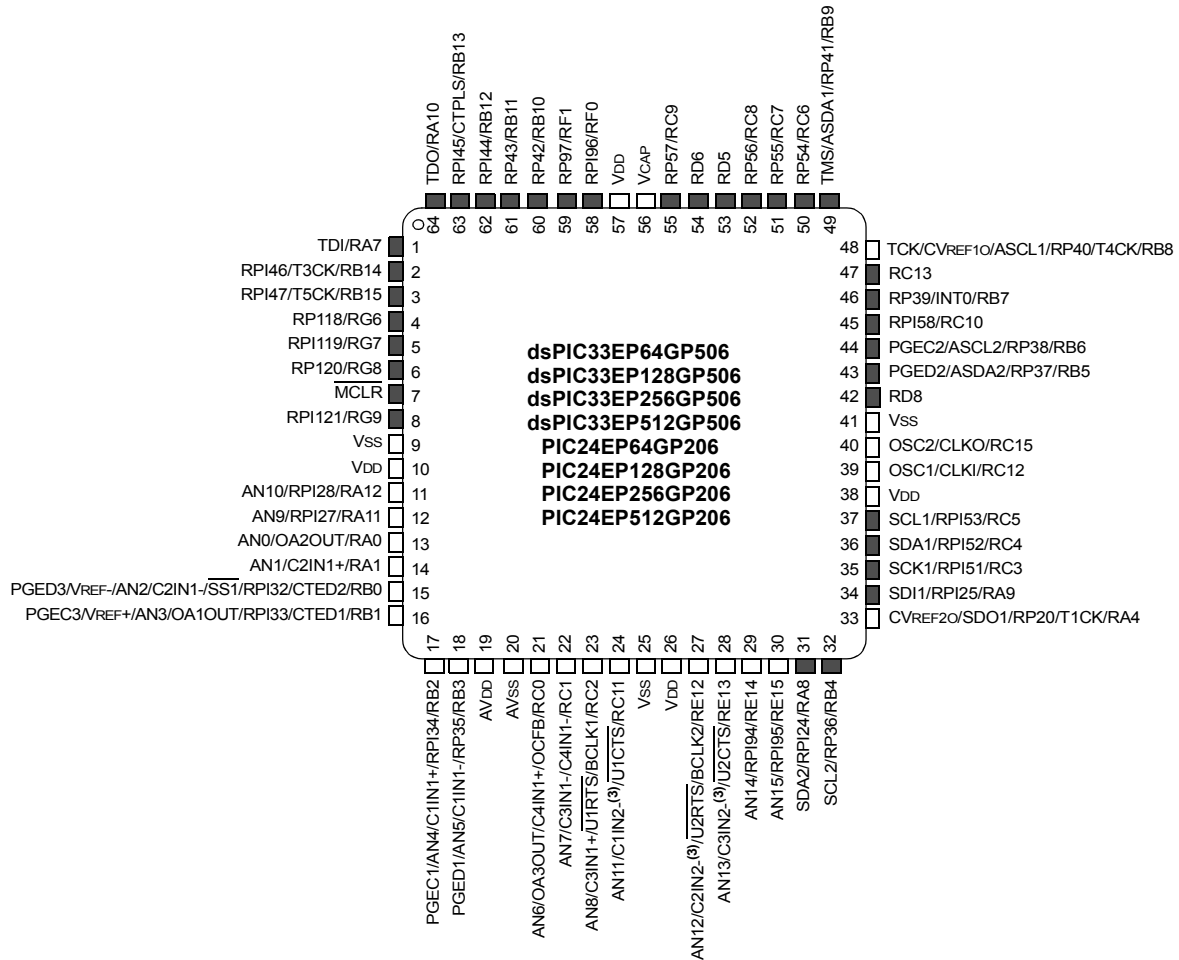 TDO/RA10
RPI45/CTPLS/RB13
RPI44/RB12
RP43/RB11
RP42/RB10
RP97/RF1
RPI96/RF0
VDD
VCAP
RP57/RC9
RD6
RD5
RP56/RC8
RP55/RC7
RP54/RC6
TMS/ASDA1/RP41/RB9
64 63 62 61 60 59 58 57 56 55 54 53 52 51 50 49
TDI/RA7 1
RPI46/T3CK/RB14 2
RPI47/T5CK/RB15 3
RP118/RG6 4
RPI119/RG7 5
RP120/RG8 6
MCLR 7
RPI121/RG9 8
VSS 9
VDD 10
AN10/RPI28/RA12 11
AN9/RPI27/RA11 12
AN0/OA2OUT/RA0 13
AN1/C2IN1+/RA1 14
PGED3/VREF-/AN2/C2IN1-/SS1/RPI32/CTED2/RB0 15
PGEC3/VREF+/AN3/OA1OUT/RPI33/CTED1/RB1 16
dsPIC33EP64GP506
dsPIC33EP128GP506
dsPIC33EP256GP506
dsPIC33EP512GP506
PIC24EP64GP206
PIC24EP128GP206
PIC24EP256GP206
PIC24EP512GP206
48 TCK/CVREF1O/ASCL1/RP40/T4CK/RB8
47 RC13
46 RP39/INT0/RB7
45 RPI58/RC10
44 PGEC2/ASCL2/RP38/RB6
43 PGED2/ASDA2/RP37/RB5
42 RD8
41 VSS
40 OSC2/CLKO/RC15
39 OSC1/CLKI/RC12
38 VDD
37 SCL1/RPI53/RC5
36 SDA1/RPI52/RC4
35 SCK1/RPI51/RC3
34 SDI1/RPI25/RA9
33 CVREF2O/SDO1/RP20/T1CK/RA4
17 18 19 20 21 22 23 24 25 26 27 28 29 30 31 32
PGEC1/AN4/C1IN1+/RPI34/RB2
PGED1/AN5/C1IN1-/RP35/RB3
AVDD
AVSS
AN6/OA3OUT/C4IN1+/OCFB/RC0
AN7/C3IN1-/C4IN1-/RC1
AN8/C3IN1+/U1RTS/BCLK1/RC2
AN11/C1IN2-(3)/U1CTS/RC11
VSS
VDD
AN12/C2IN2-(3)/U2RTS/BCLK2/RE12
AN13/C3IN2-(3)/U2CTS/RE13
AN14/RPI94/RE14
AN15/RPI95/RE15
SDA2/RPI24/RA8
SCL2/RP36/RB4